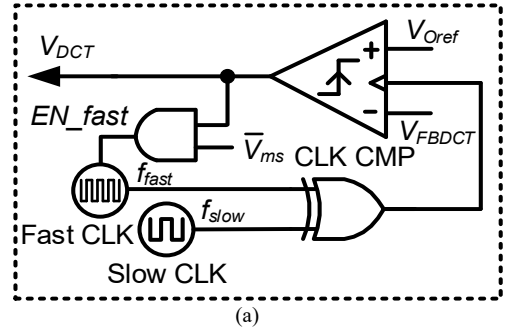 V_DCT
V_Oref
+
EN_fast
-
V_FBDCT
V̅_ms
CLK CMP
f_fast
Fast CLK
f_slow
Slow CLK
(a)